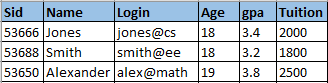 Sid Name Login Age gpa Tuition
53666 Jones jones@cs 18 3.4 2000
53688 Smith smith@ee 18 3.2 1800
53650 Alexander alex@math 19 3.8 2500